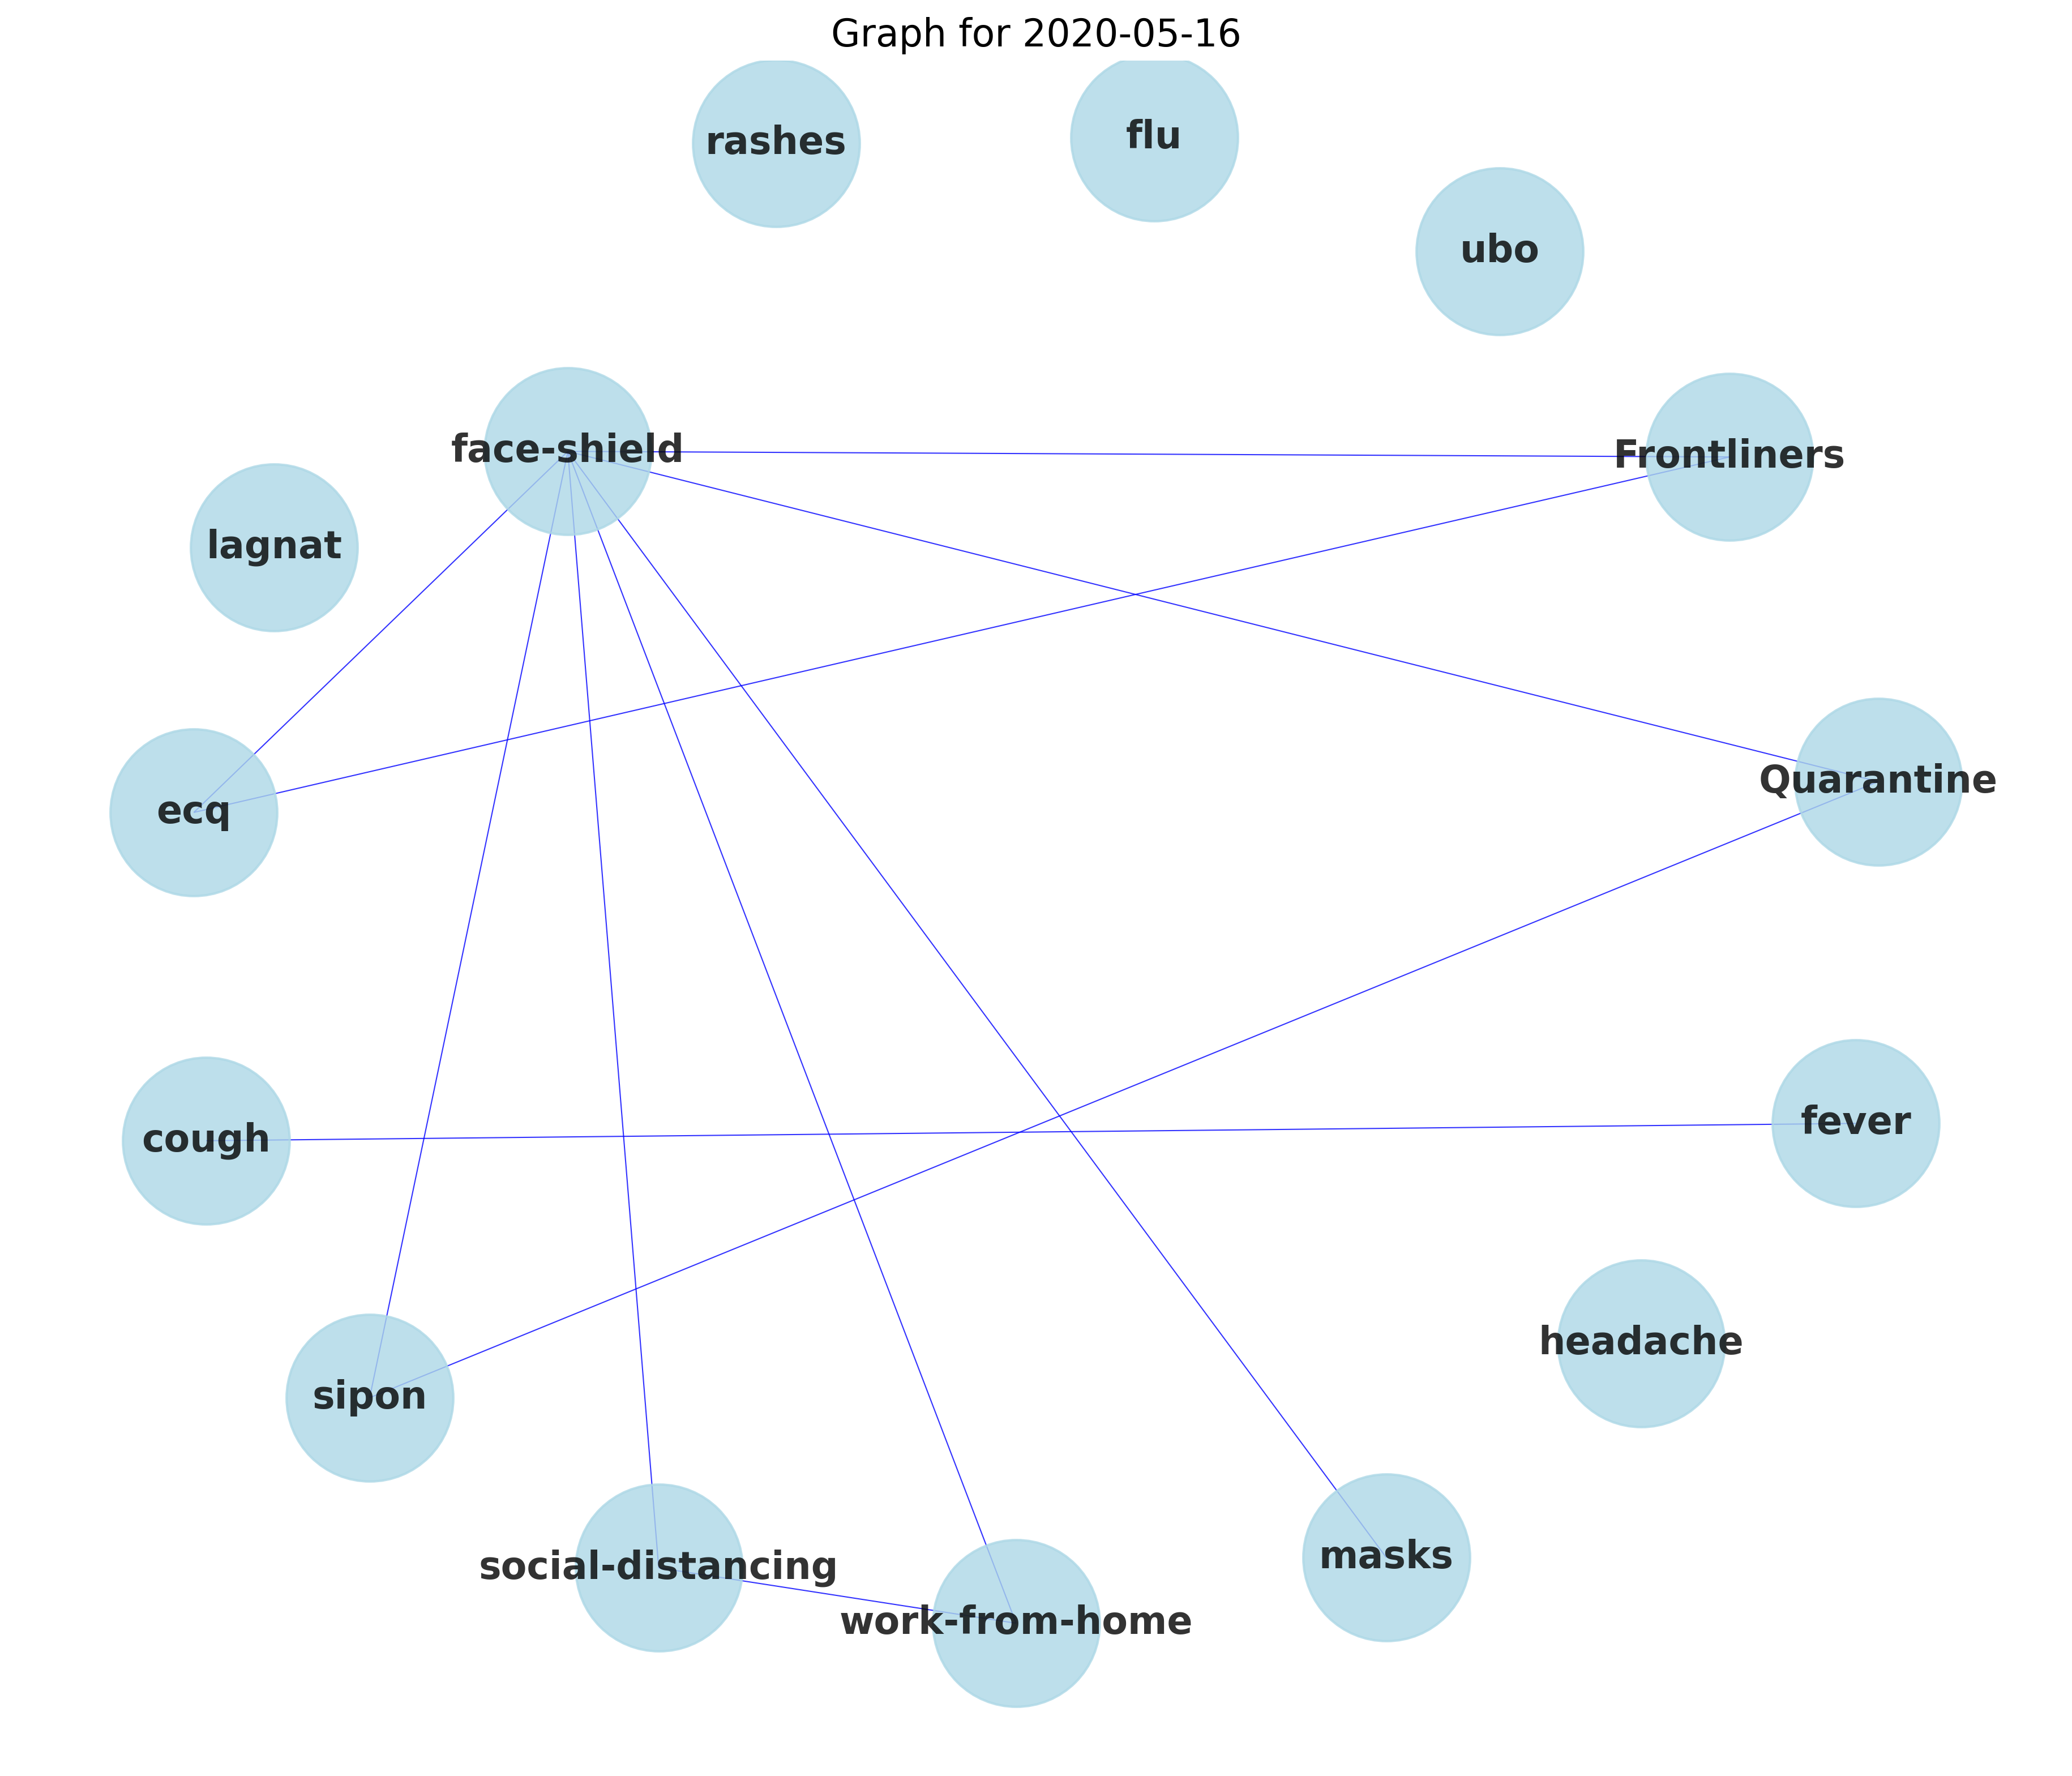 Graph for 2020-05-16
rashes
flu
ubo
face-shield
Frontliners
lagnat
Quarantine
ecq
cough
fever
headache
sipon
masks
social-distancing
work-from-home